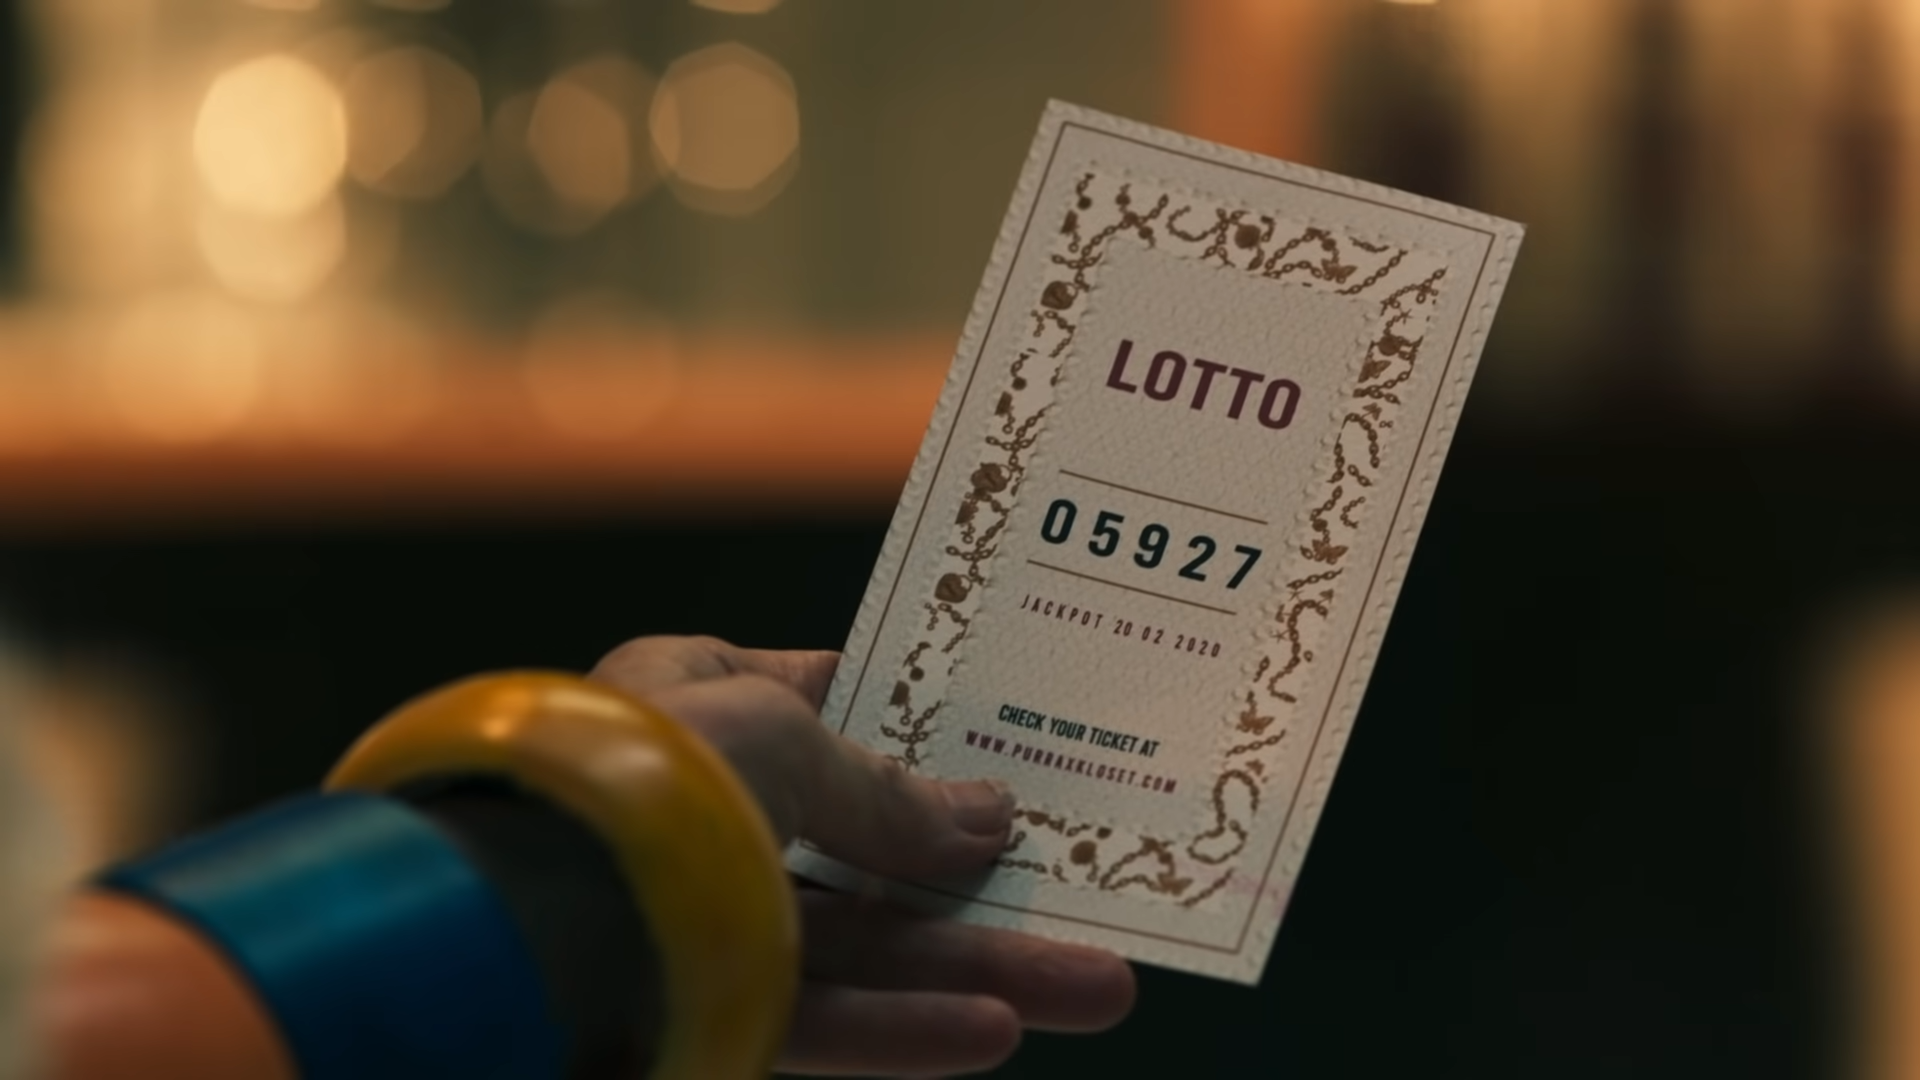 LOTTO
05927
JACKPOT 20 02 2020
CHECK YOUR TICKET AT
WWW.PURRAXKLOSET.COM